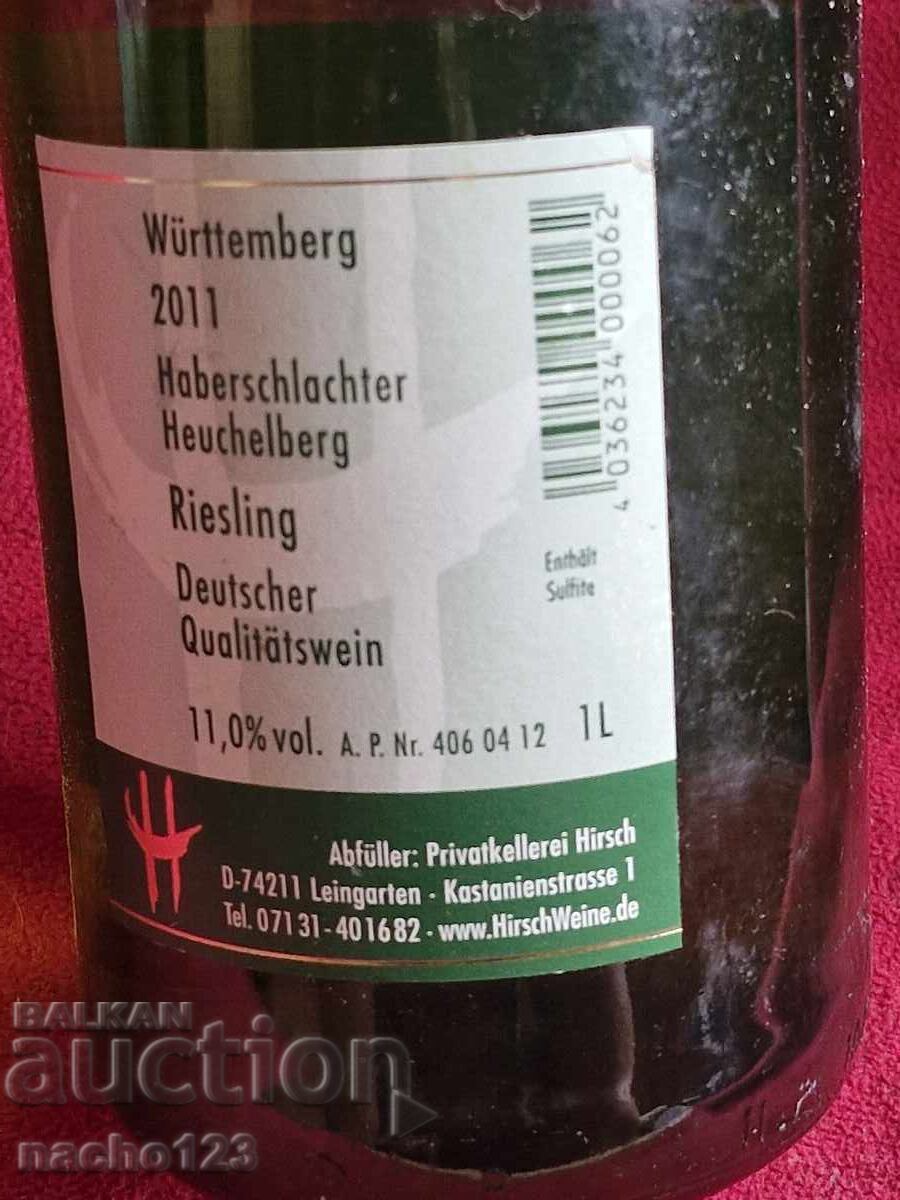 Württemberg
2011
Haberschlachter
Heuchelberg
Riesling
Deutscher
Qualitätswein
11,0% vol. A. P. Nr. 406 04 12 1L
4 036234 000062
Enthält
Sulfite
Abfüller: Privatkellerei Hirsch
D-74211 Leingarten · Kastanienstrasse 1
Tel. 07131-401682 · www.HirschWeine.de
BALKAN
auction
nacho123